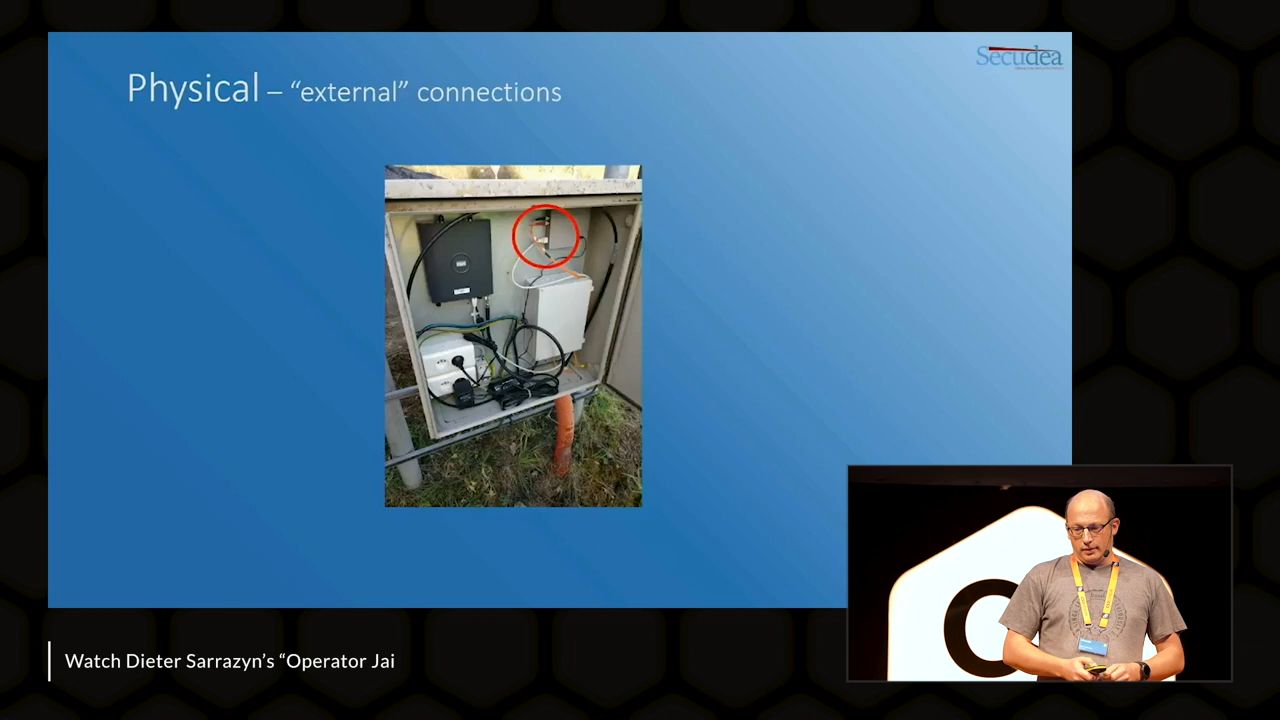 Secudea
Physical – “external” connections
Watch Dieter Sarrazyn’s “Operator Jai